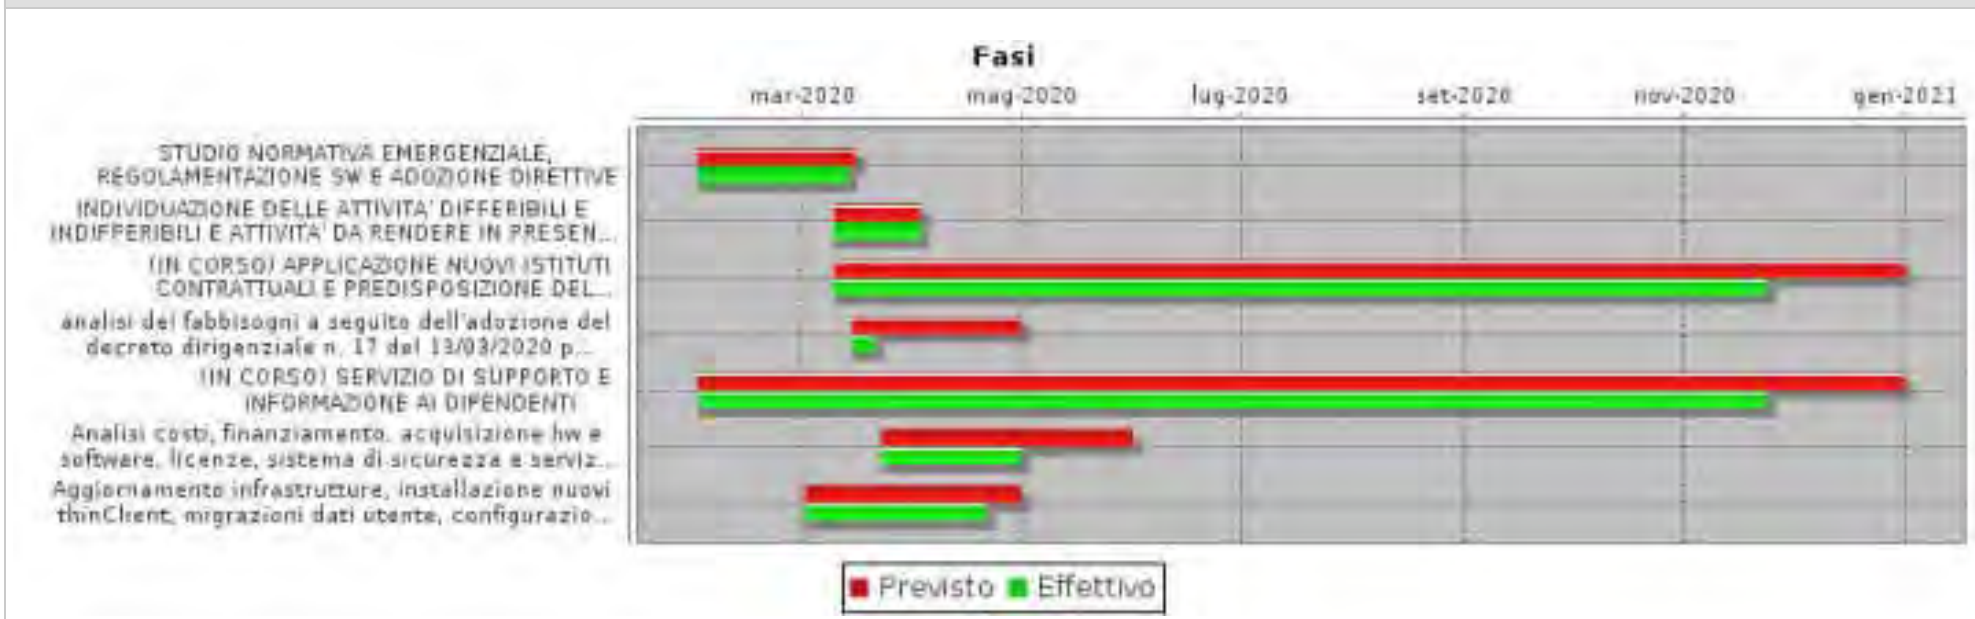 Fasi
mar-2020 mag-2020 lug-2020 set-2020 nov-2020 gen-2021
STUDIO NORMATIVA EMERGENZIALE,
REGOLAMENTAZIONE SW E ADOZIONE DIRETTIVE
INDIVIDUAZIONE DELLE ATTIVITA' DIFFERIBILI E
INDIFFERIBILI E ATTIVITA' DA RENDERE IN PRESEN...
(IN CORSO) APPLICAZIONE NUOVI ISTITUTI
CONTRATTUALI E PREDISPOSIZIONE DEL...
analisi dei fabbisogni a seguito dell'adozione del
decreto dirigenziale n. 17 del 13/03/2020 p...
(IN CORSO) SERVIZIO DI SUPPORTO E
INFORMAZIONE AI DIPENDENTI
Analisi costi, finanziamento, acquisizione hw e
software, licenze, sistema di sicurezza e serviz...
Aggiornamento infrastrutture, installazione nuovi
thinClient, migrazioni dati utente, configurazio...
Previsto Effettivo